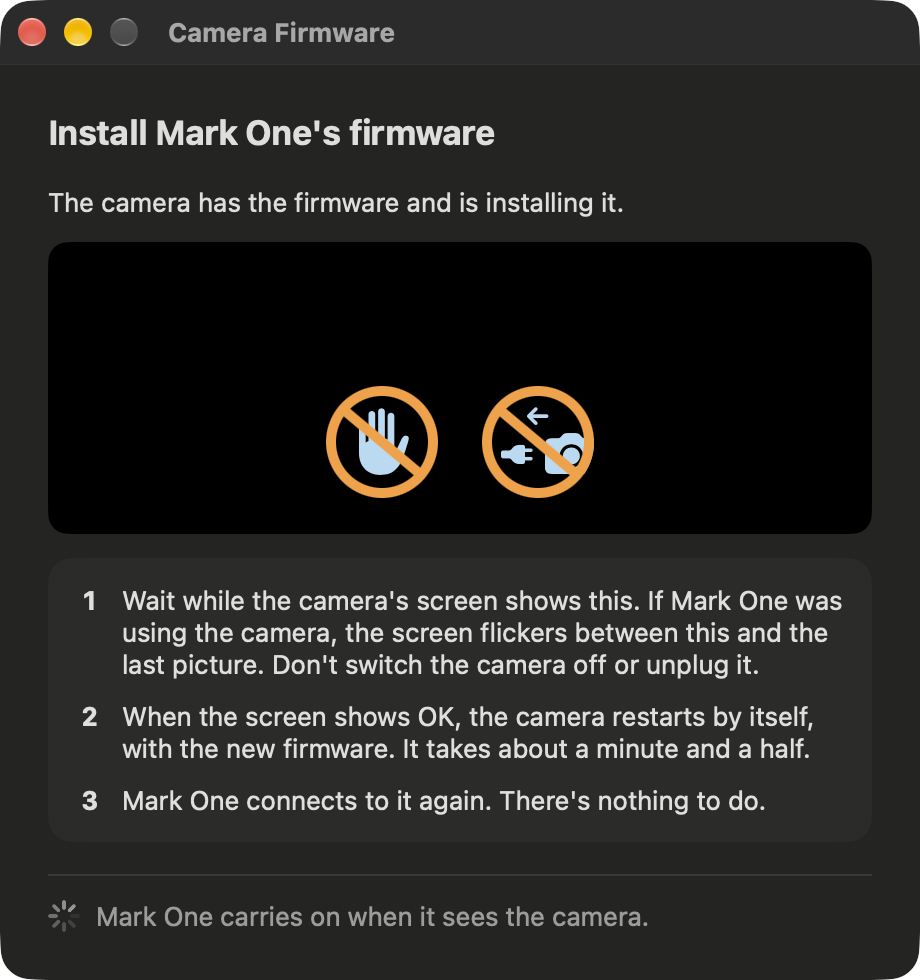 Camera Firmware
Install Mark One's firmware
The camera has the firmware and is installing it.
1 Wait while the camera's screen shows this. If Mark One was
using the camera, the screen flickers between this and the
last picture. Don't switch the camera off or unplug it.
2 When the screen shows OK, the camera restarts by itself,
with the new firmware. It takes about a minute and a half.
3 Mark One connects to it again. There's nothing to do.
Mark One carries on when it sees the camera.